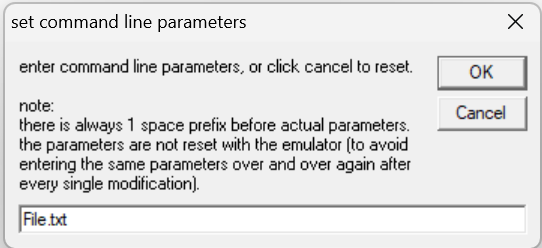 set command line parameters
enter command line parameters, or click cancel to reset.
OK
note:
Cancel
there is always 1 space prefix before actual parameters.
the parameters are not reset with the emulator (to avoid
entering the same parameters over and over again after
every single modification).
File.txt